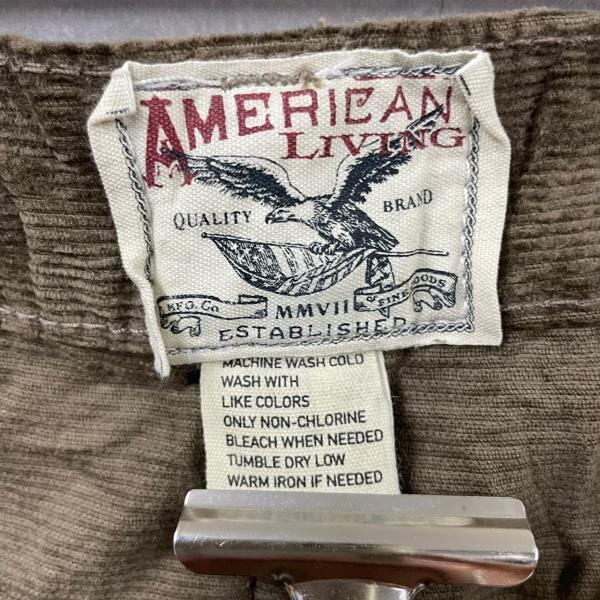 AMERICAN
LIVING
QUALITY BRAND
MFG. Co MMVII & FINE GOODS
ESTABLISHED
MACHINE WASH COLD
WASH WITH
LIKE COLORS
ONLY NON-CHLORINE
BLEACH WHEN NEEDED
TUMBLE DRY LOW
WARM IRON IF NEEDED